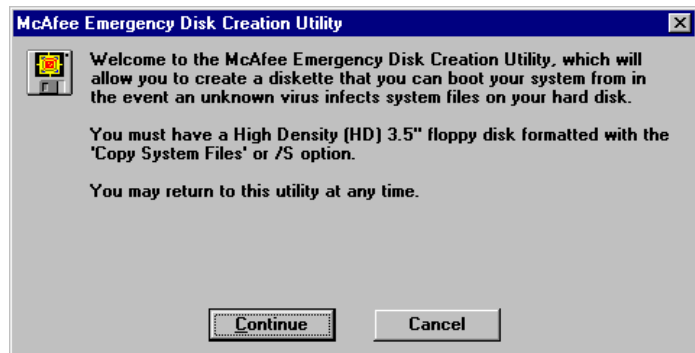 McAfee Emergency Disk Creation Utility
Welcome to the McAfee Emergency Disk Creation Utility, which will
allow you to create a diskette that you can boot your system from in
the event an unknown virus infects system files on your hard disk.
You must have a High Density (HD) 3.5" floppy disk formatted with the
'Copy System Files' or /S option.
You may return to this utility at any time.
Continue
Cancel